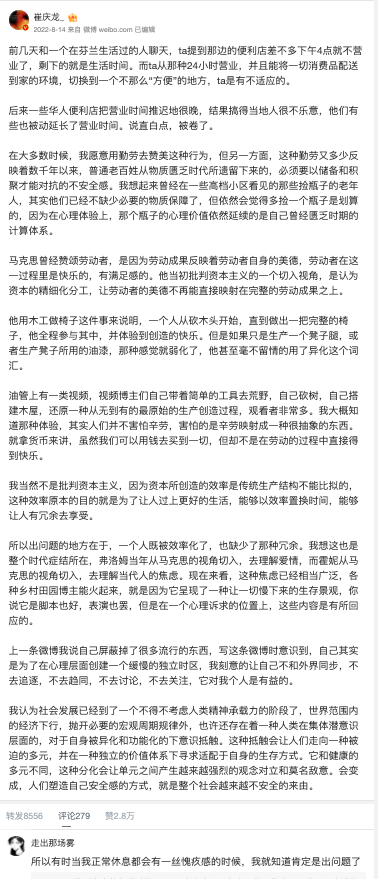 崔庆龙_
2022-8-14 来自 微博 weibo.com 已编辑
前几天和一个在芬兰生活过的人聊天，ta提到那边的便利店差不多下午4点就不营
业了，剩下的就是生活时间。而ta从那种24小时营业，并且能将一切消费品配送
到家的环境，切换到一个不那么“方便”的地方，ta是有不适应的。
后来一些华人便利店把营业时间推迟地很晚，结果搞得当地人很不乐意，他们有
些也被动延长了营业时间。说直白点，被卷了。
在大多数时候，我愿意用勤劳去赞美这种行为，但另一方面，这种勤劳又多少反
映着数千年以来，普通老百姓从物质匮乏时代所遗留下来的，必须要以储备和积
聚才能对抗的不安全感。我想起来曾经在一些高档小区看见的那些捡瓶子的老年
人，其实他们已经不缺少必要的物质保障了，但依然会觉得多捡一个瓶子是划算
的，因为在心理体验上，那个瓶子的心理价值依然延续的是自己曾经匮乏时期的
计算体系。
马克思曾经赞颂劳动者，是因为劳动成果反映着劳动者自身的美德，劳动者在这
一过程里是快乐的，有满足感的。他当初批判资本主义的一个切入视角，是认为
资本的精细化分工，让劳动者的美德不再能直接映射在完整的劳动成果之上。
他用木工做椅子这件事来说明，一个人从砍木头开始，直到做出一把完整的椅
子，他全程参与其中，并体验到创造的快乐。但是如果只是生产一个凳子腿，或
者生产凳子所用的油漆，那种感觉就弱化了，他甚至毫不留情的用了异化这个词
汇。
油管上有一类视频，视频博主们自己带着简单的工具去荒野，自己砍树，自己搭
建木屋，还原一种从无到有的最原始的生产创造过程，观看者非常多。我大概知
道那种体验，其实人们并不害怕辛劳，害怕的是辛劳映射成一种很抽象的东西。
就拿货币来讲，虽然我们可以用钱去买到一切，但却不是在劳动的过程中直接得
到快乐。
我当然不是批判资本主义，因为资本所创造的效率是传统生产结构不能比拟的，
这种效率原本的目的就是为了让人过上更好的生活，能够以效率置换时间，能够
让人有冗余去享受。
所以出问题的地方在于，一个人既被效率化了，也缺少了那种冗余。我想这也是
整个时代症结所在，弗洛姆当年从马克思的视角切入，去理解爱情，而霍妮从马
克思的视角切入，去理解当代人的焦虑。现在来看，这种焦虑已经相当广泛，各
种乡村田园博主能火起来，就是因为它呈现了一种让一切慢下来的生存景观，你
说它是脚本也好，表演也罢，但是在一个心理诉求的位置上，这些内容是有所回
应的。
上一条微博我说自己屏蔽掉了很多流行的东西，写这条微博时意识到，自己其实
是为了在心理层面创建一个缓慢的独立时区，我刻意的让自己不和外界同步，不
去追逐，不去趋同，不去讨论，不去关注，它对我个人是有益的。
我认为社会发展已经到了一个不得不考虑人类精神承载力的阶段了，世界范围内
的经济下行，抛开必要的宏观周期规律外，也许还存在着一种人类在集体潜意识
层面的，对于自身被异化和功能化的下意识抵触。这种抵触会让人们走向一种被
迫的多元，并在一种独立的价值体系下寻求适配于自身的生存方式。它和健康的
多元不同，这种分化会让单元之间产生越来越强烈的观念对立和莫名敌意。会变
成，人们塑造自己安全感的方式，就是整个社会越来越不安全的来由。
转发8556 评论279 赞2.8万
走出那场雾
所以有时当我正常休息都会有一丝愧疚感的时候，我就知道肯定是出问题了